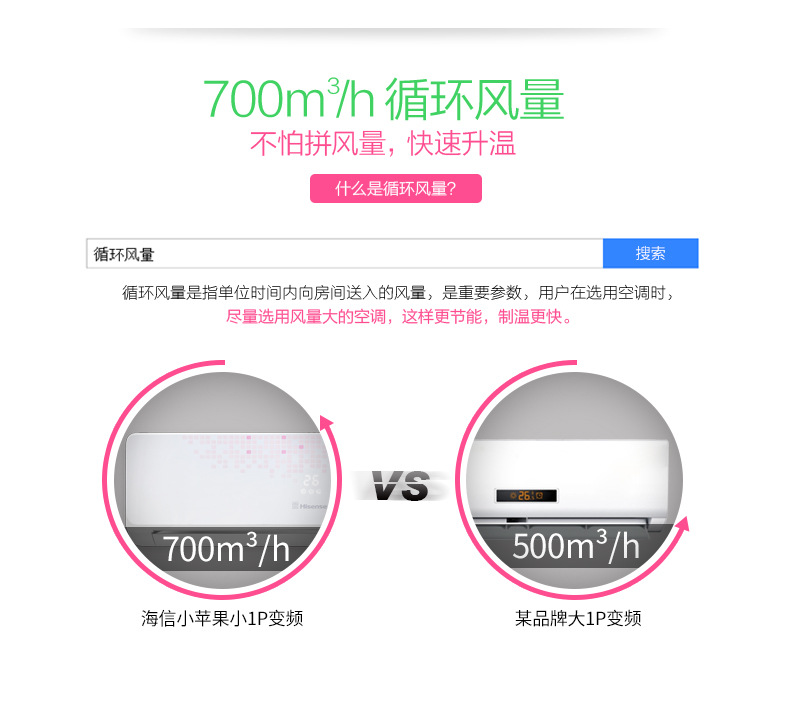 700m³/h 循环风量
不怕拼风量，快速升温
什么是循环风量?
循环风量 搜索
循环风量是指单位时间内向房间送入的风量，是重要参数，用户在选用空调时，
尽量选用风量大的空调，这样更节能，制温更快。
26
Hisense
VS
26.1
700m³/h
500m³/h
海信小苹果小1P变频
某品牌大1P变频